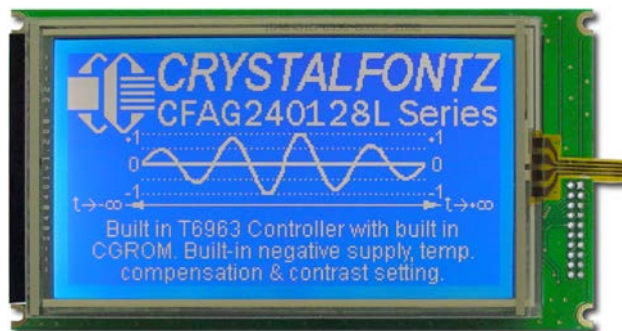 CRYSTALFONTZ
CFAG240128L Series
+1 +1
0 0
-1 -1
t→-∞ t→+∞
Built in T6963 Controller with built in
CGROM. Built-in negative supply, temp.
compensation & contrast setting.